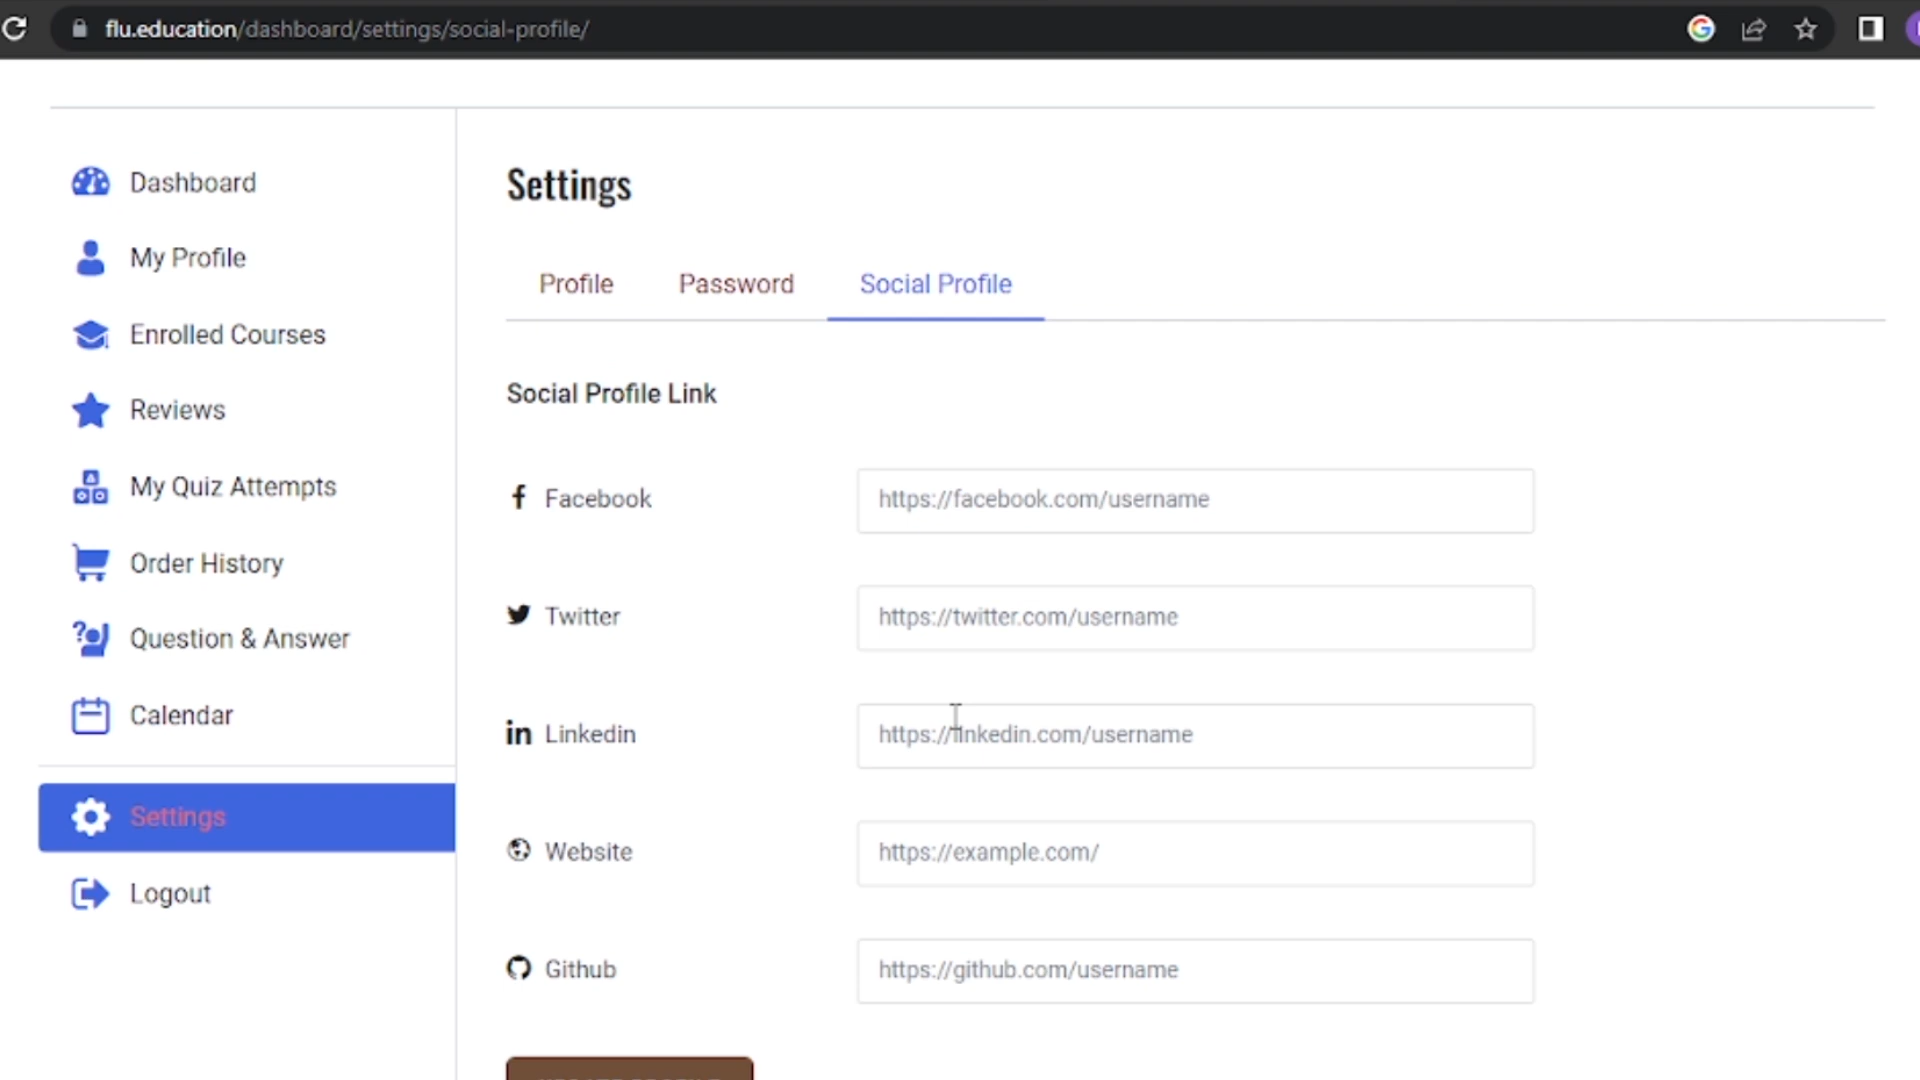 flu.education/dashboard/settings/social-profile/
Dashboard
My Profile
Enrolled Courses
Reviews
My Quiz Attempts
Order History
Question & Answer
Calendar
Settings
Logout
Settings
Profile Password Social Profile
Social Profile Link
Facebook https://facebook.com/username
Twitter https://twitter.com/username
Linkedin https://linkedin.com/username
Website https://example.com/
Github https://github.com/username